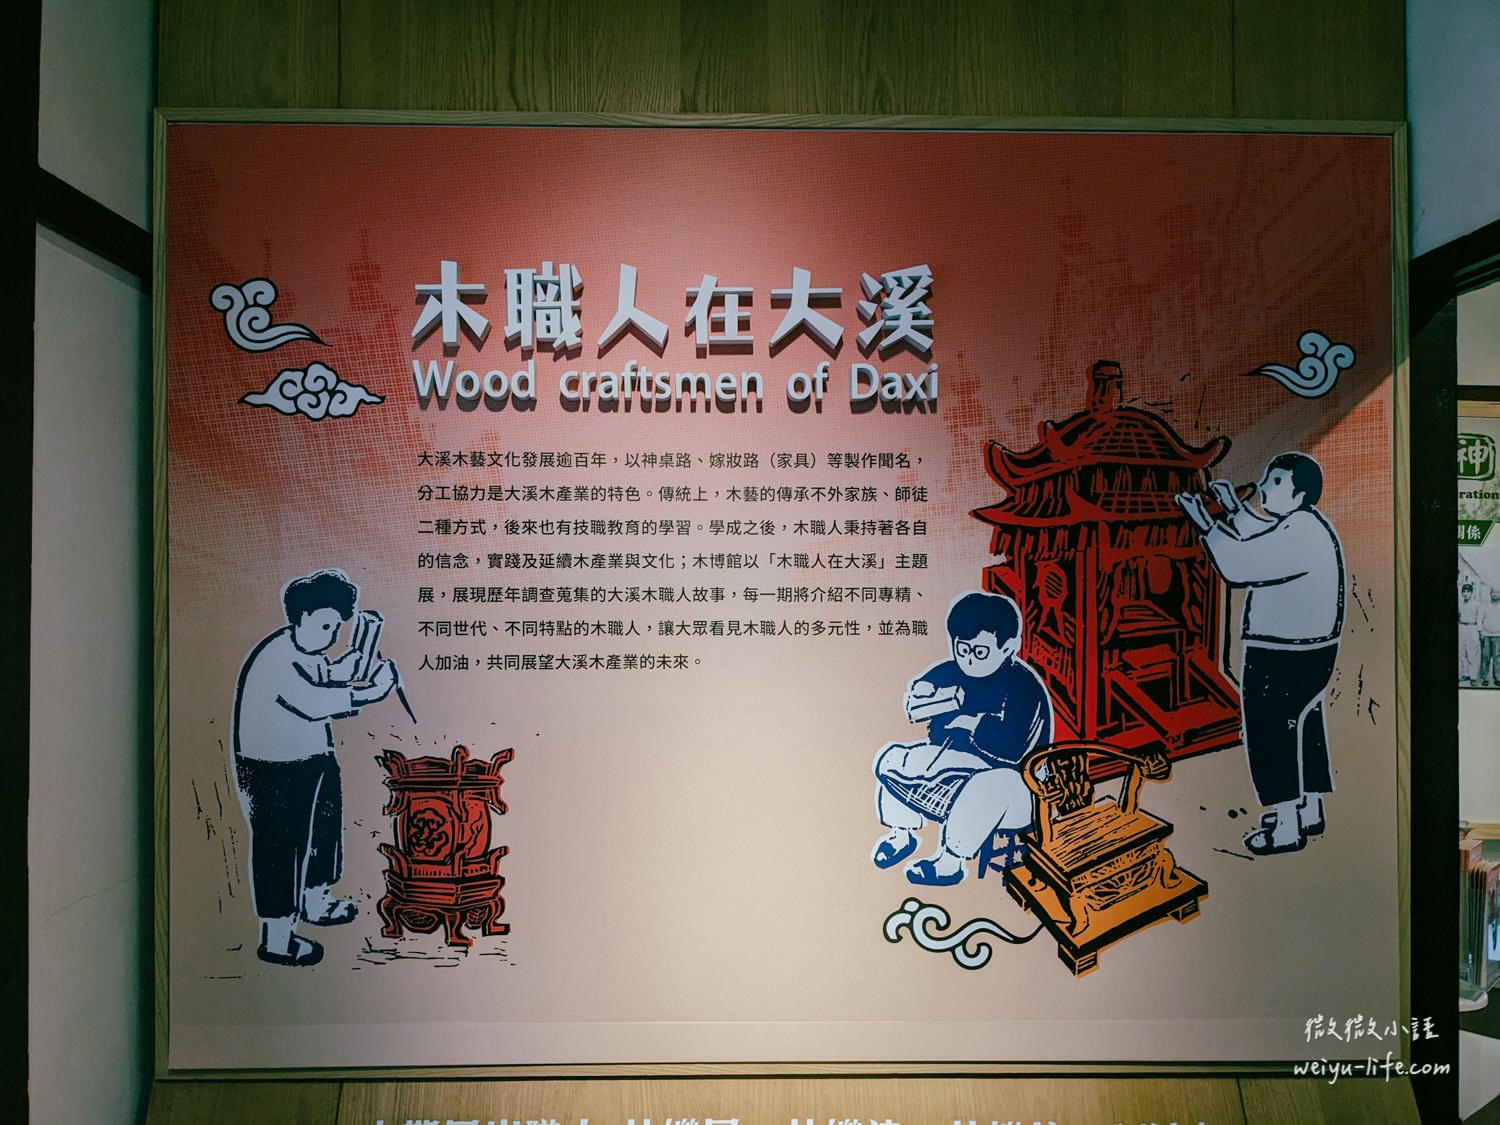 木職人在大溪
Wood craftsmen of Daxi
大溪木藝文化發展逾百年，以神桌路、嫁妝路（家具）等製作聞名，
分工協力是大溪木產業的特色。傳統上，木藝的傳承不外家族、師徒
二種方式，後來也有技職教育的學習。學成之後，木職人秉持著各自
的信念，實踐及延續木產業與文化；木博館以「木職人在大溪」主題
展，展現歷年調查蒐集的大溪木職人故事，每一期將介紹不同專精、
不同世代、不同特點的木職人，讓大眾看見木職人的多元性，並為職
人加油，共同展望大溪木產業的未來。
神
ration
關係
微微小語
weiyu-life.com